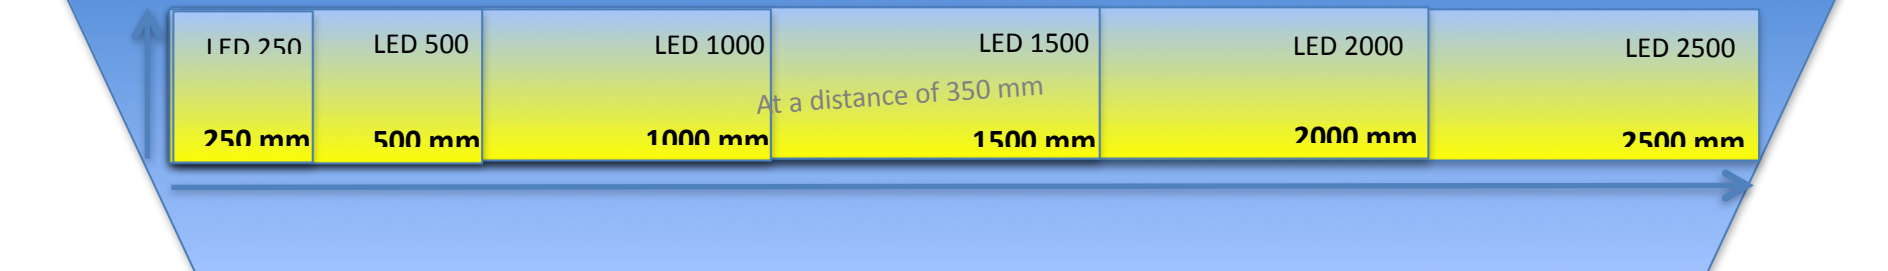 LED 250
LED 500
LED 1000
LED 1500
LED 2000
LED 2500
At a distance of 350 mm
250 mm
500 mm
1000 mm
1500 mm
2000 mm
2500 mm